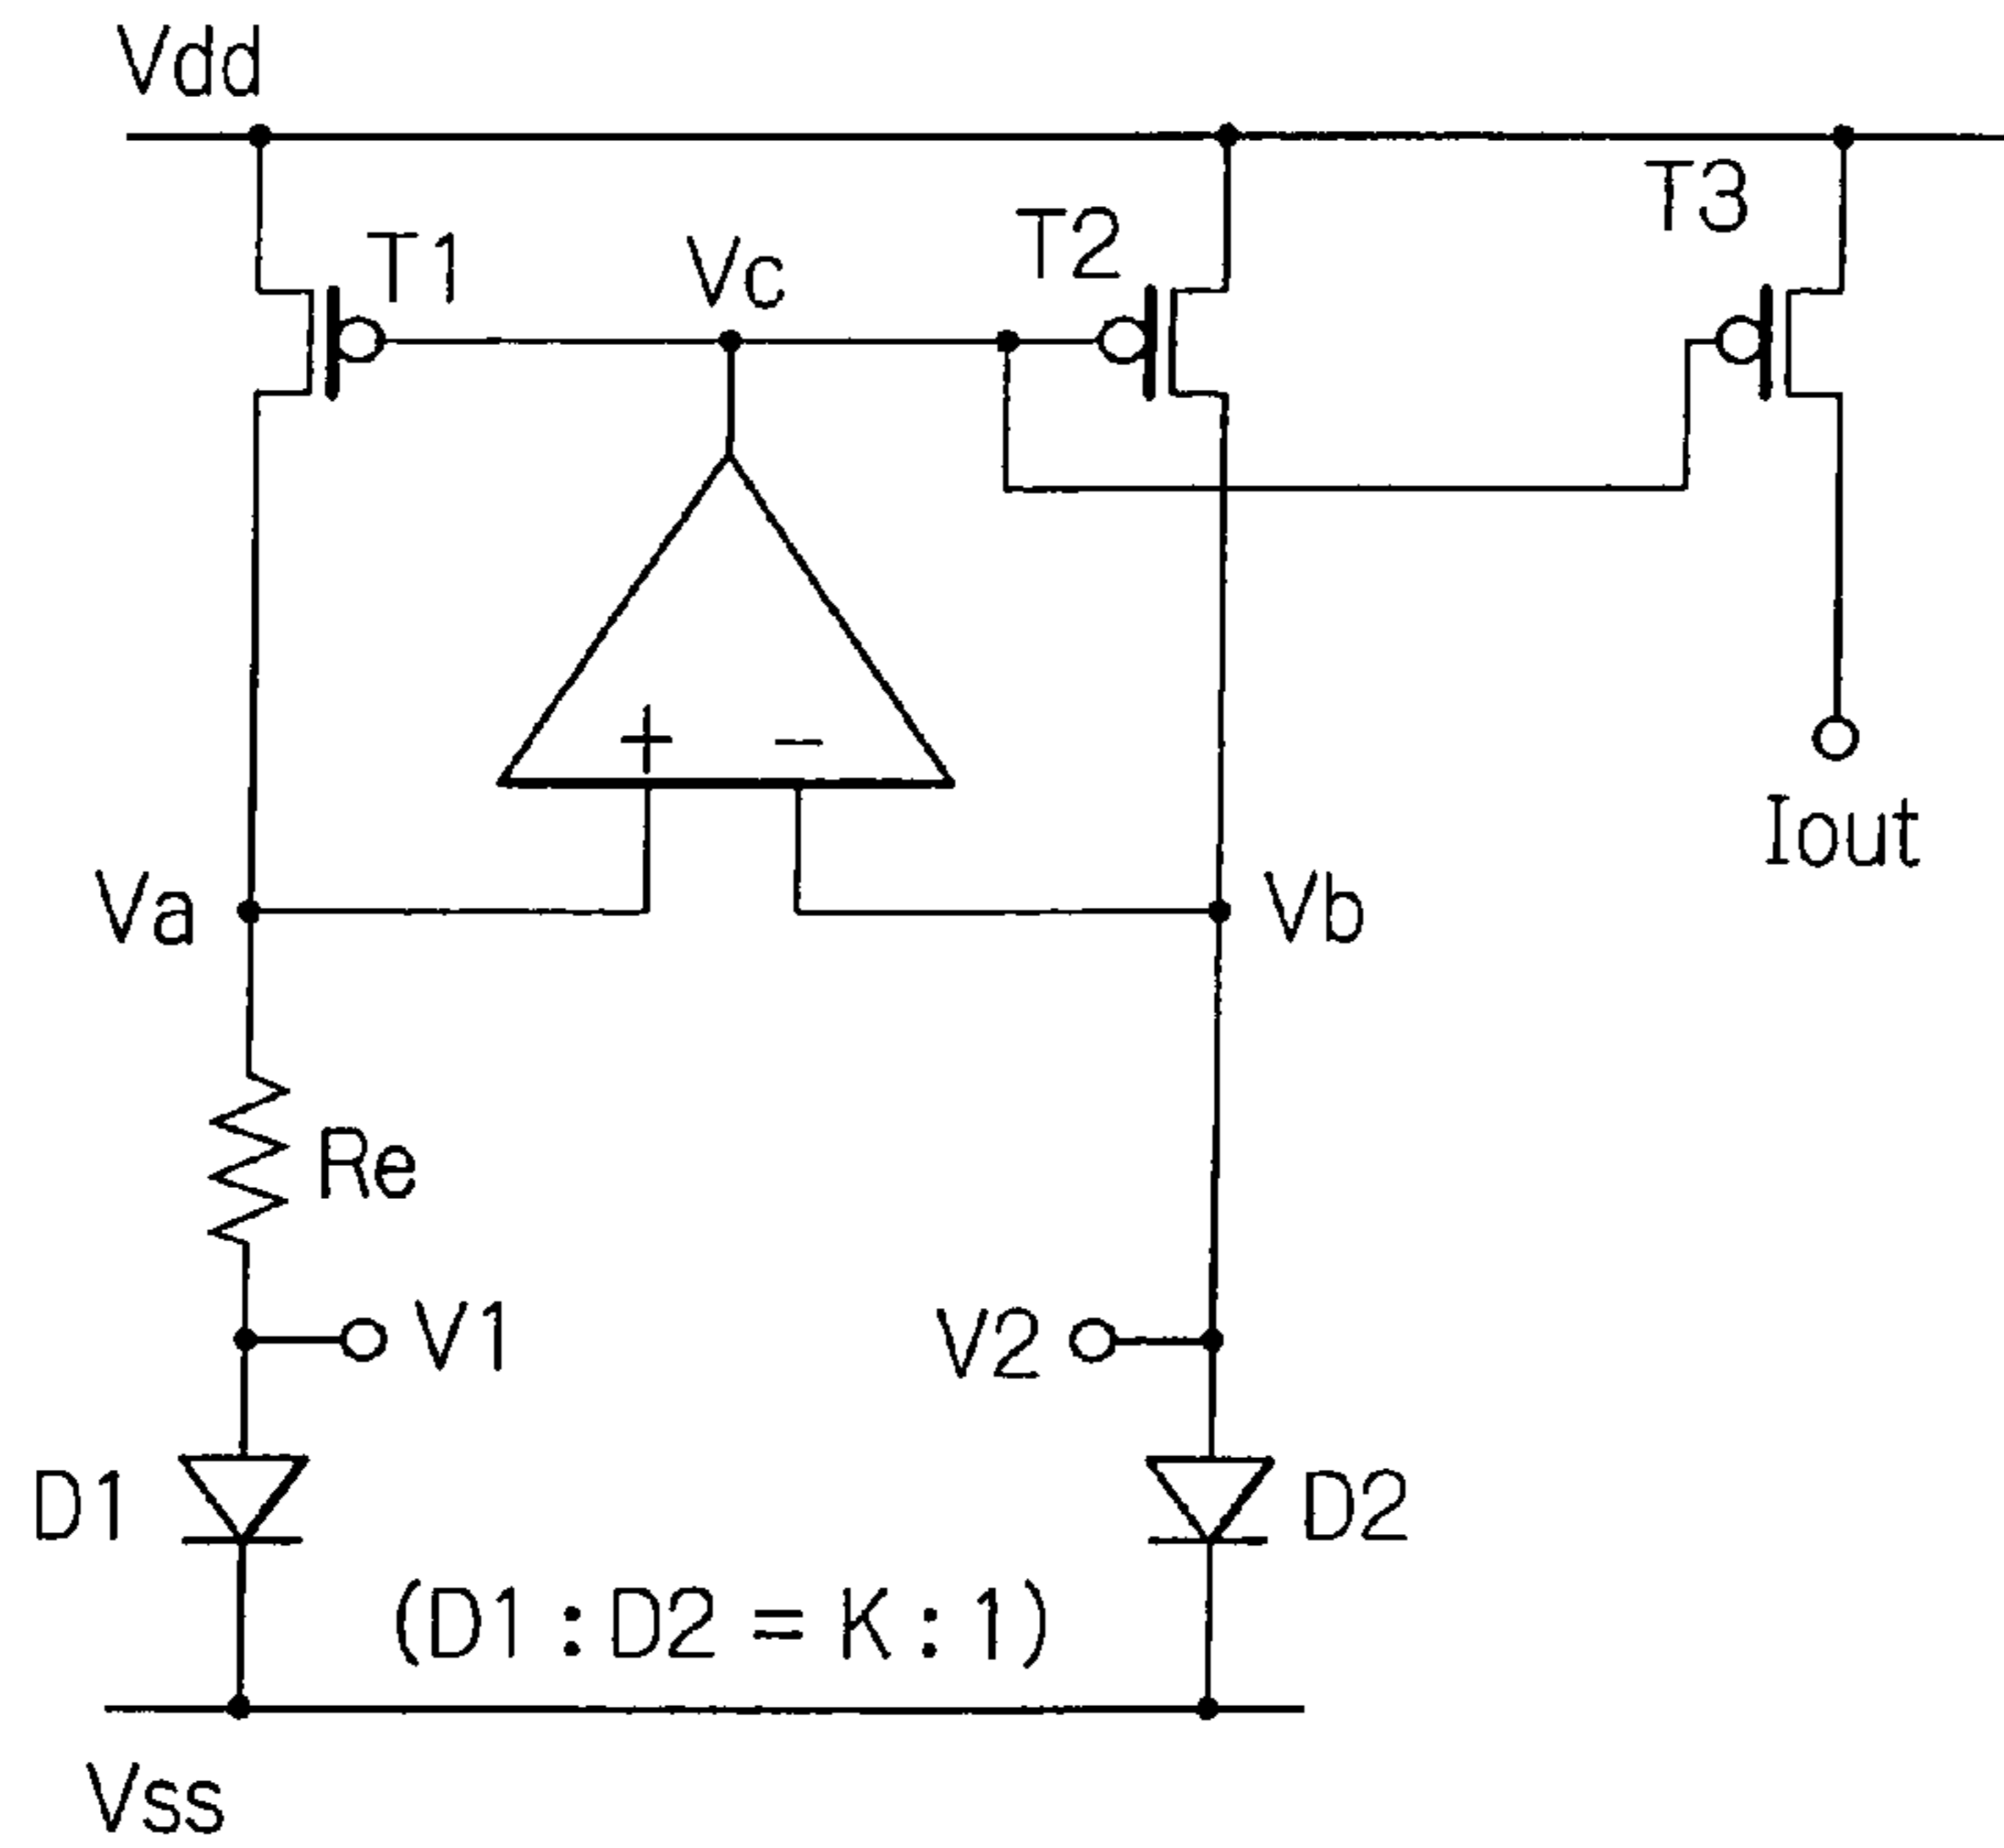 Vdd
T1
Vc
T2
T3
+
-
Iout
Va
Vb
Re
V1
V2
D1
D2
(D1 : D2 = K : 1)
Vss